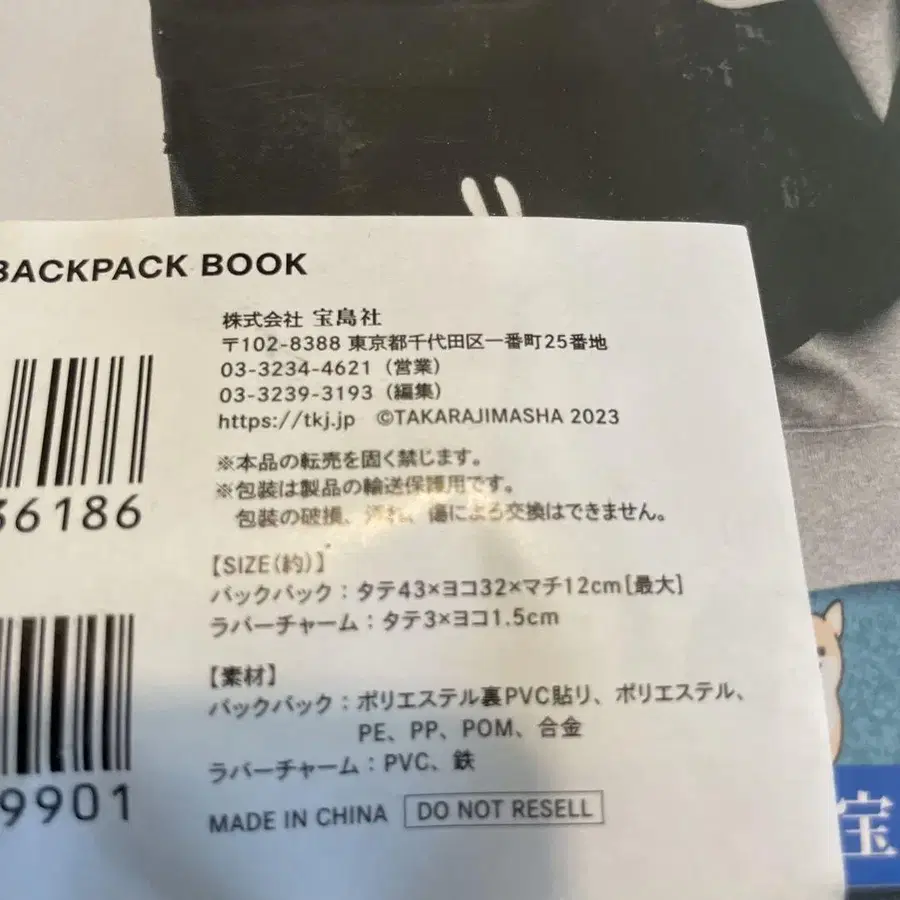 BACKPACK BOOK
株式会社 宝島社
〒102-8388 東京都千代田区一番町25番地
03-3234-4621（営業）
03-3239-3193（編集）
https://tkj.jp ©TAKARAJIMASHA 2023
※本品の転売を固く禁じます。
※包装は製品の輸送保護用です。
包装の破損、汚れ、傷による交換はできません。
【SIZE(約)】
バックパック：タテ43×ヨコ32×マチ12cm[最大]
ラバーチャーム：タテ3×ヨコ1.5cm
【素材】
バックパック：ポリエステル裏PVC貼り、ポリエステル、
PE、PP、POM、合金
ラバーチャーム：PVC、鉄
MADE IN CHINA DO NOT RESELL
36186
9901
宝